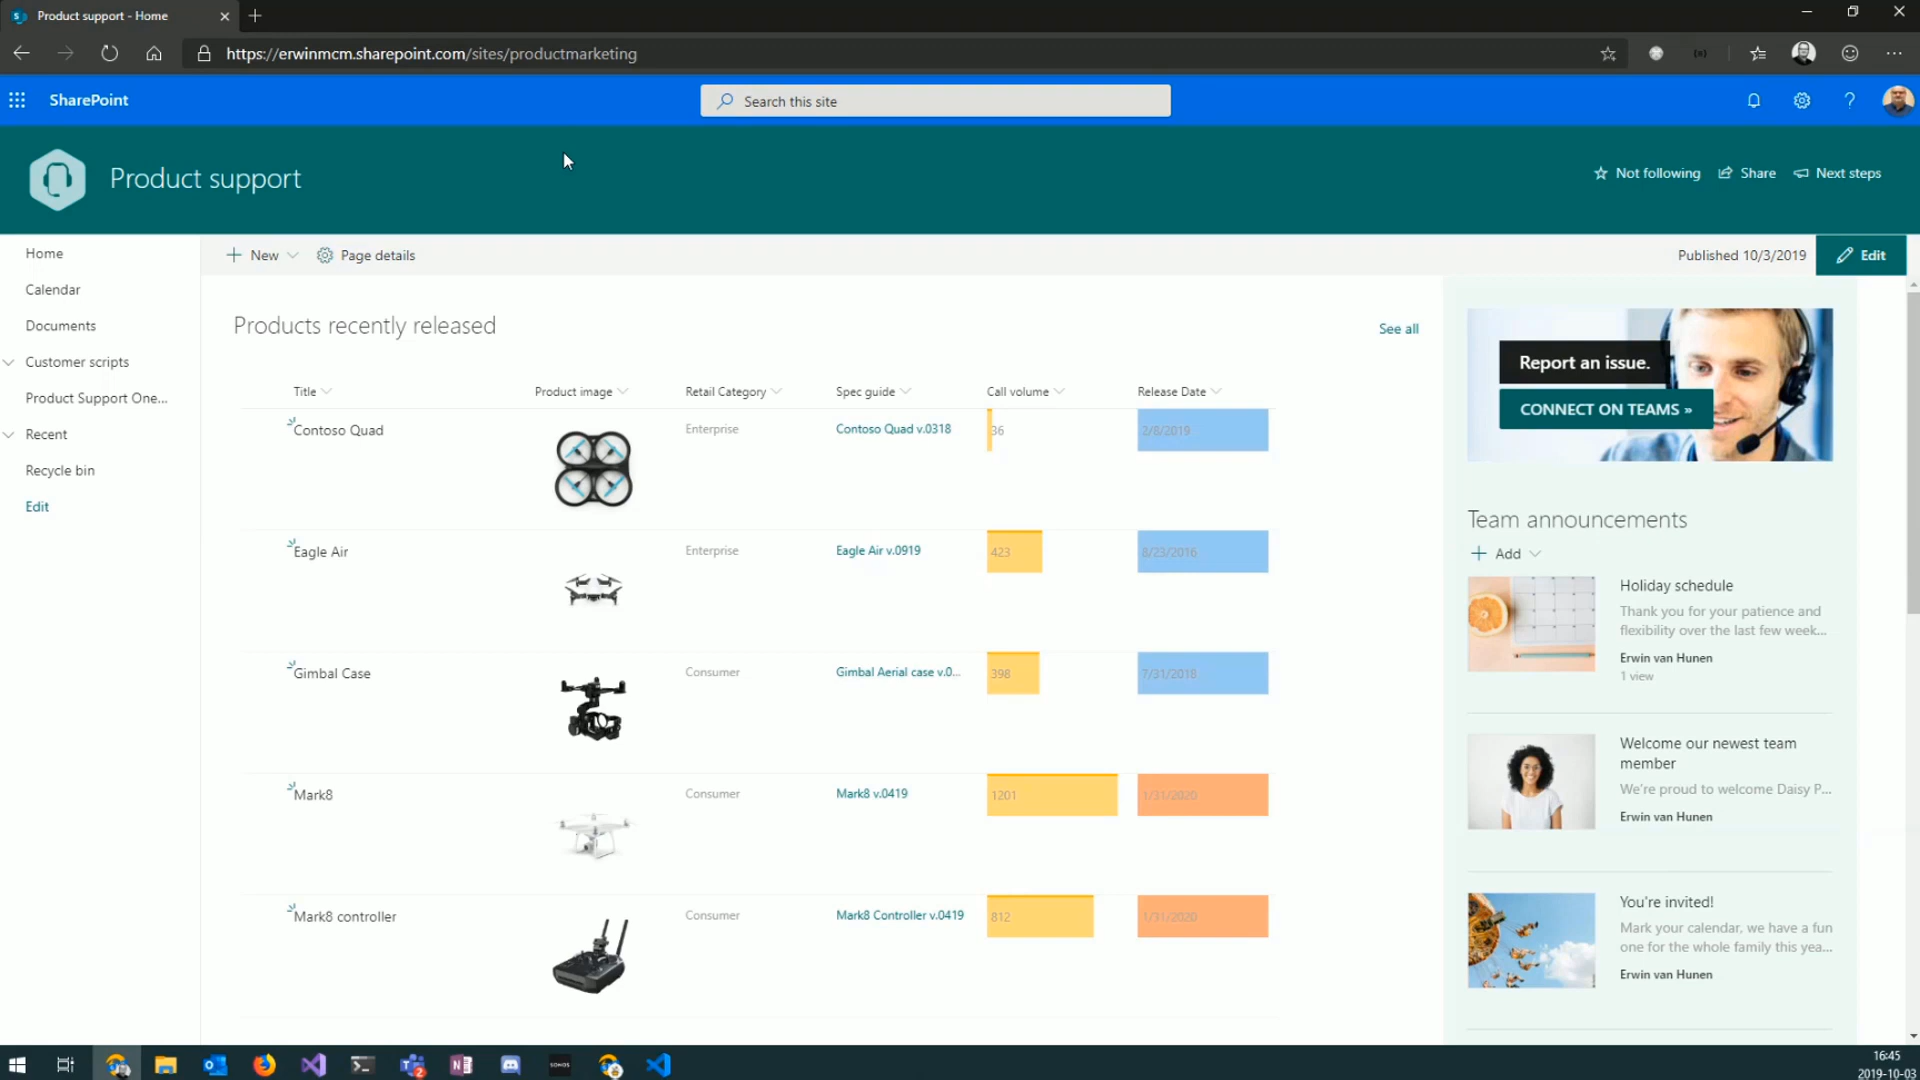 Product support - Home
https://erwinmcm.sharepoint.com/sites/productmarketing
SharePoint
Search this site
Product support
Not following
Share
Next steps
Home
Calendar
Documents
Customer scripts
Product Support One...
Recent
Recycle bin
Edit
New
Page details
Published 10/3/2019
Edit
Products recently released
See all
Title
Product image
Retail Category
Spec guide
Call volume
Release Date
Contoso Quad
Enterprise
Contoso Quad v.0318
36
2/8/2019
Eagle Air
Enterprise
Eagle Air v.0919
423
8/23/2016
Gimbal Case
Consumer
Gimbal Aerial case v.0...
398
7/31/2018
Mark8
Consumer
Mark8 v.0419
1201
1/31/2020
Mark8 controller
Consumer
Mark8 Controller v.0419
812
1/31/2020
Report an issue.
CONNECT ON TEAMS »
Team announcements
Add
Holiday schedule
Thank you for your patience and
flexibility over the last few week...
Erwin van Hunen
1 view
Welcome our newest team
member
We're proud to welcome Daisy P...
Erwin van Hunen
You're invited!
Mark your calendar, we have a fun
one for the whole family this yea...
Erwin van Hunen
SONOS
16:45
2019-10-03